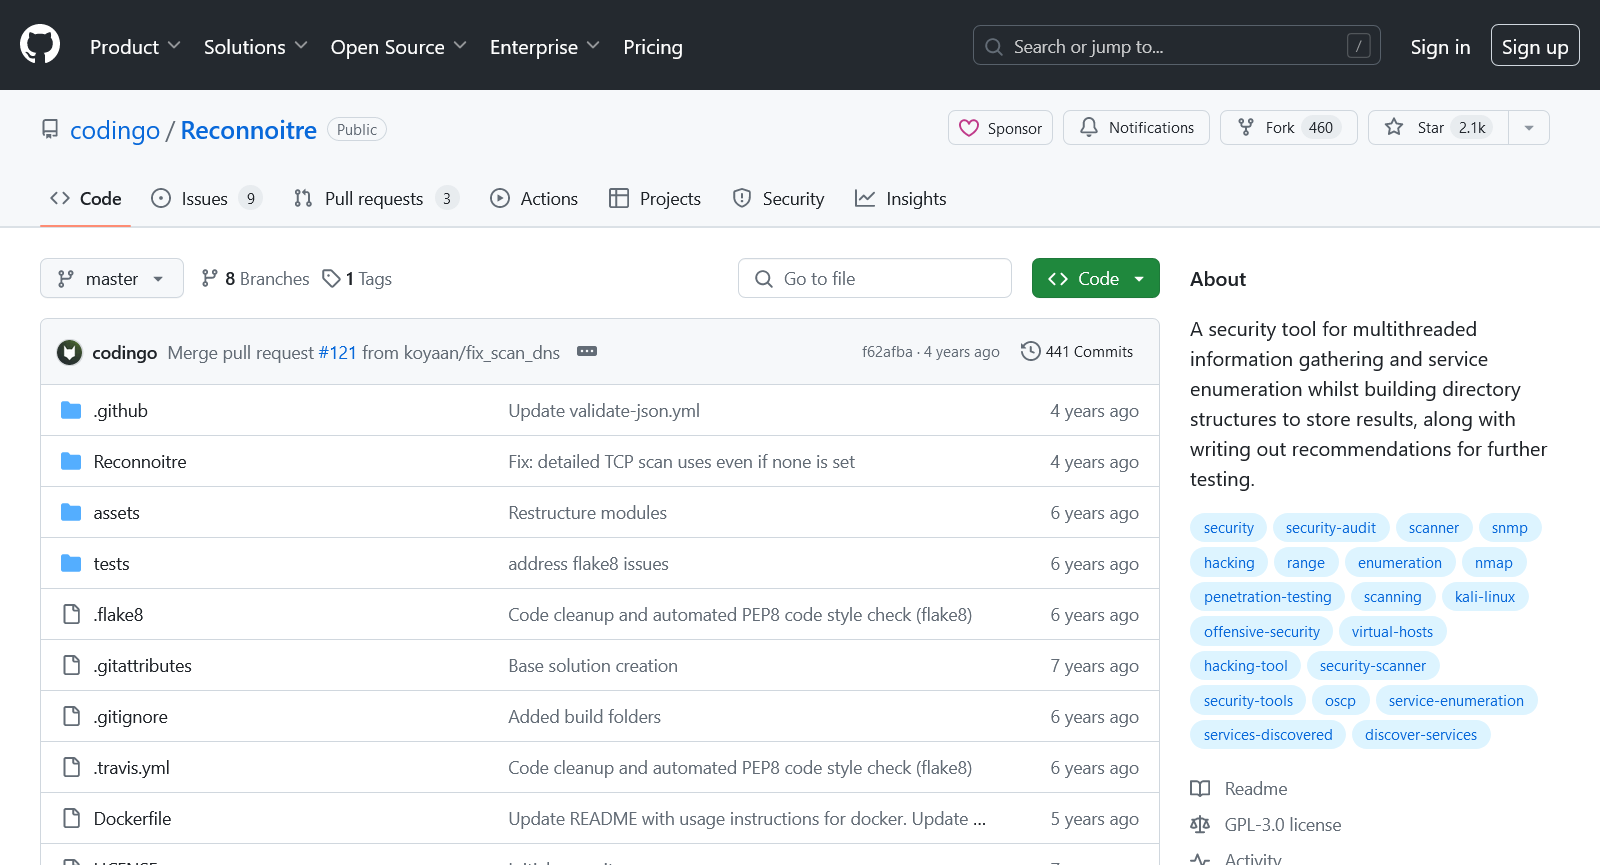 Product Solutions Open Source Enterprise Pricing Search or jump to... / Sign in Sign up
codingo / Reconnoitre Public Sponsor Notifications Fork 460 Star 2.1k
Code Issues 9 Pull requests 3 Actions Projects Security Insights
master 8 Branches 1 Tags Go to file Code
codingo Merge pull request #121 from koyaan/fix_scan_dns f62afba · 4 years ago 441 Commits
.github Update validate-json.yml 4 years ago
Reconnoitre Fix: detailed TCP scan uses even if none is set 4 years ago
assets Restructure modules 6 years ago
tests address flake8 issues 6 years ago
.flake8 Code cleanup and automated PEP8 code style check (flake8) 6 years ago
.gitattributes Base solution creation 7 years ago
.gitignore Added build folders 6 years ago
.travis.yml Code cleanup and automated PEP8 code style check (flake8) 6 years ago
Dockerfile Update README with usage instructions for docker. Update ... 5 years ago
About
A security tool for multithreaded
information gathering and service
enumeration whilst building directory
structures to store results, along with
writing out recommendations for further
testing.
security security-audit scanner snmp
hacking range enumeration nmap
penetration-testing scanning kali-linux
offensive-security virtual-hosts
hacking-tool security-scanner
security-tools oscp service-enumeration
services-discovered discover-services
Readme
GPL-3.0 license
Activity